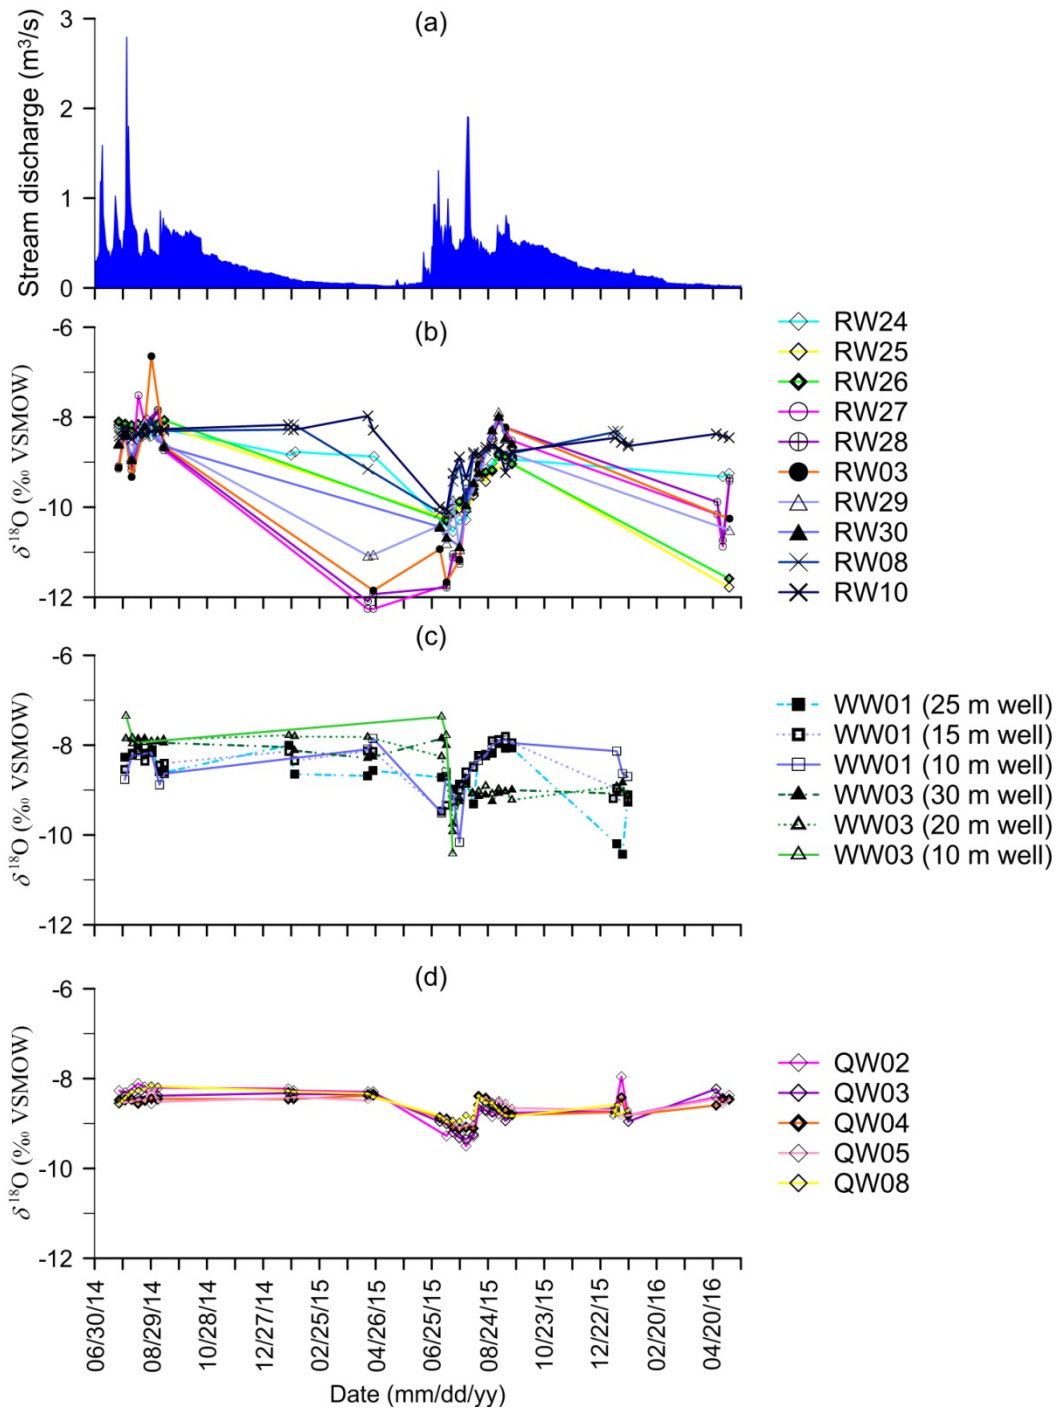 (a)
Stream discharge (m³/s)
3
2
1
0
(b)
δ¹⁸O (‰ VSMOW)
-6
-8
-10
-12
RW24
RW25
RW26
RW27
RW28
RW03
RW29
RW30
RW08
RW10
(c)
δ¹⁸O (‰ VSMOW)
-6
-8
-10
-12
WW01 (25 m well)
WW01 (15 m well)
WW01 (10 m well)
WW03 (30 m well)
WW03 (20 m well)
WW03 (10 m well)
(d)
δ¹⁸O (‰ VSMOW)
-6
-8
-10
-12
QW02
QW03
QW04
QW05
QW08
06/30/14
08/29/14
10/28/14
12/27/14
02/25/15
04/26/15
06/25/15
08/24/15
10/23/15
12/22/15
02/20/16
04/20/16
Date (mm/dd/yy)